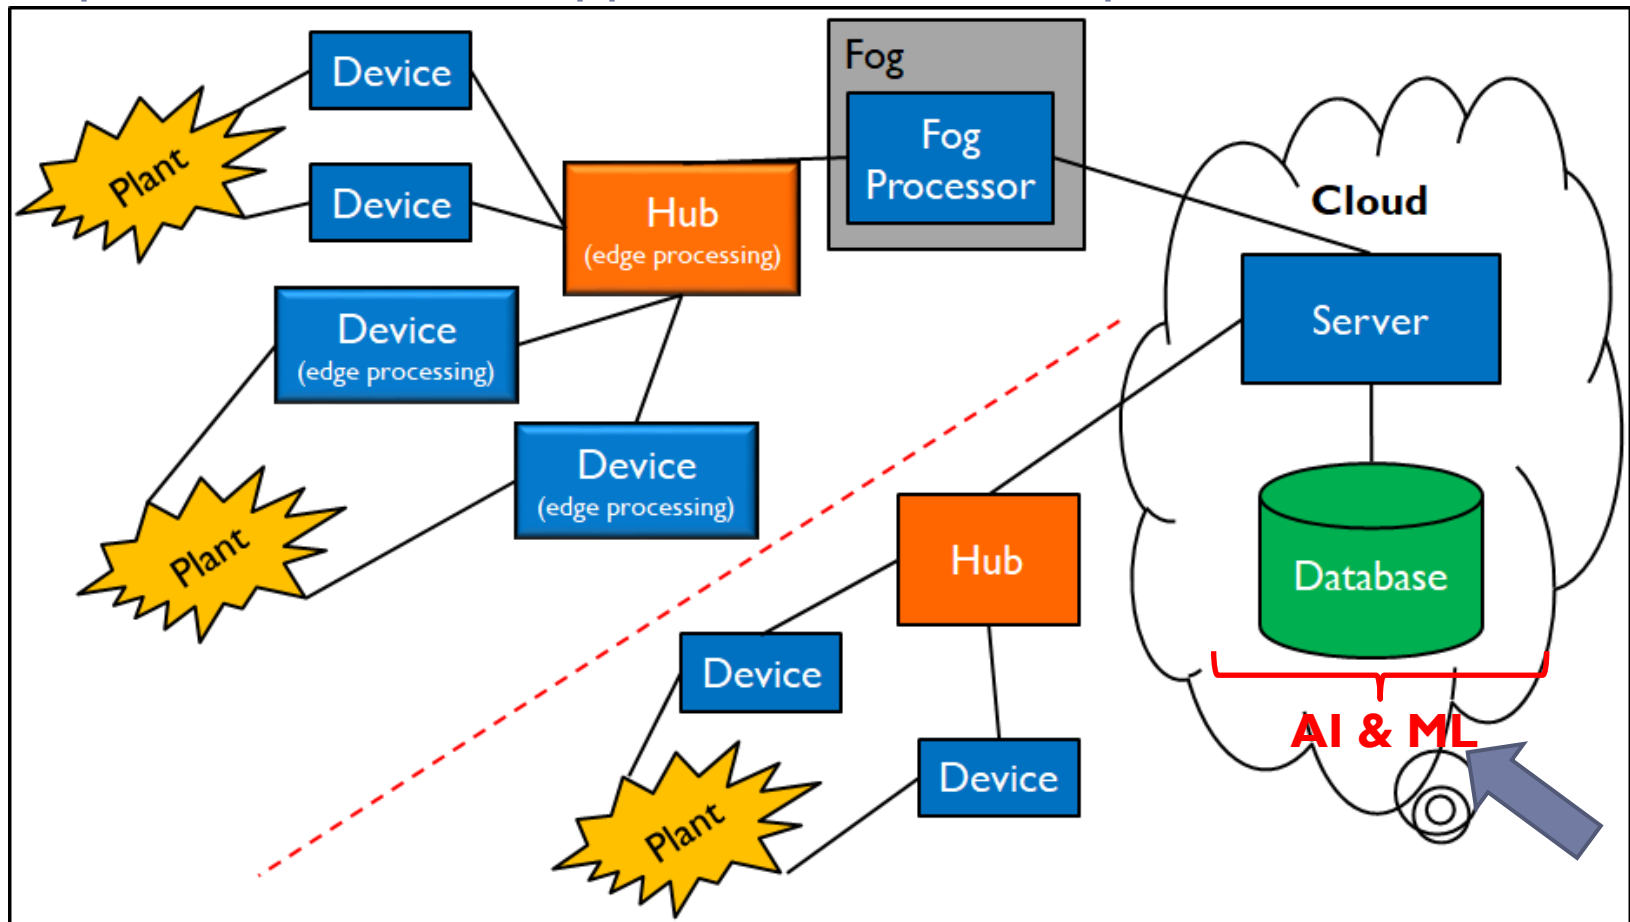 Device
Fog
Plant
Device
Fog
Processor
Hub
(edge processing)
Cloud
Device
(edge processing)
Server
Device
(edge processing)
Plant
Hub
Database
Device
AI & ML
Device
Plant